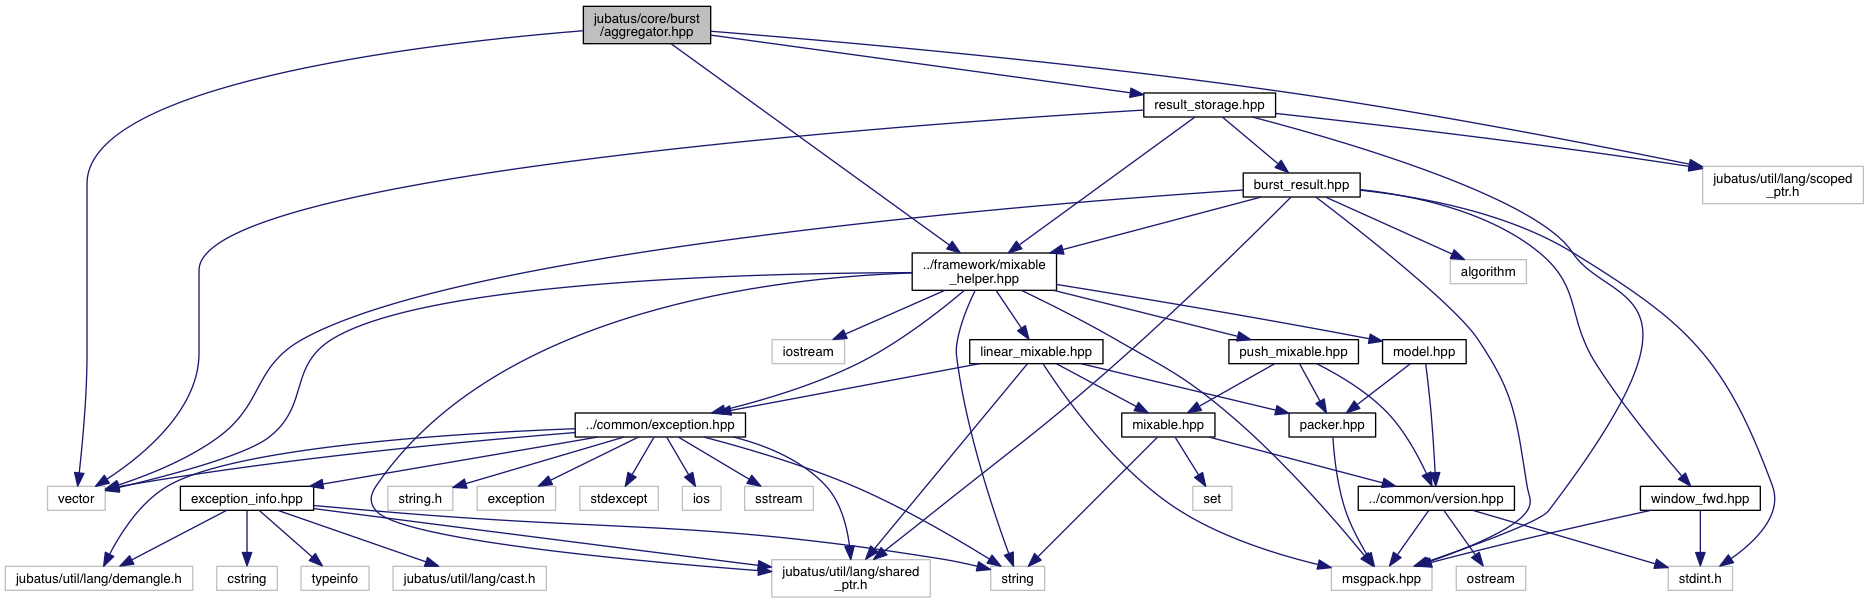 jubatus/core/burst
/aggregator.hpp
result_storage.hpp
jubatus/util/lang/scoped
_ptr.h
burst_result.hpp
../framework/mixable
_helper.hpp
algorithm
iostream
linear_mixable.hpp
push_mixable.hpp
model.hpp
../common/exception.hpp
mixable.hpp
packer.hpp
vector
exception_info.hpp
string.h
exception
stdexcept
ios
sstream
set
../common/version.hpp
window_fwd.hpp
jubatus/util/lang/demangle.h
cstring
typeinfo
jubatus/util/lang/cast.h
jubatus/util/lang/shared
_ptr.h
string
msgpack.hpp
ostream
stdint.h